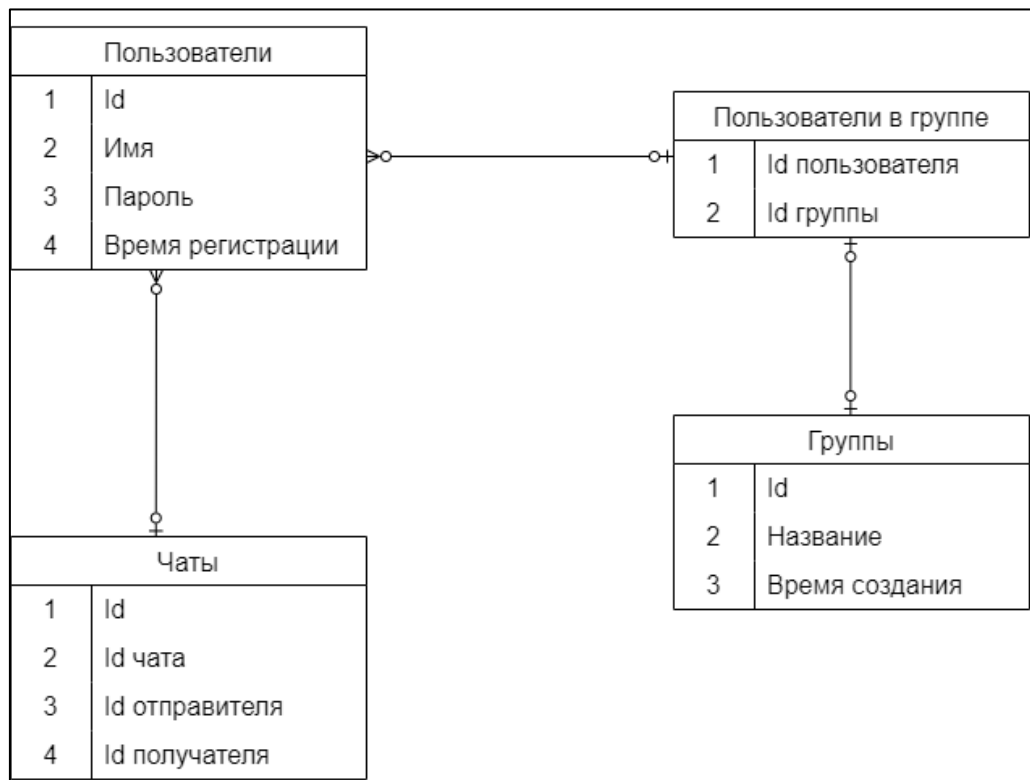 Пользователи
1 Id
2 Имя
3 Пароль
4 Время регистрации
Пользователи в группе
1 Id пользователя
2 Id группы
Группы
1 Id
2 Название
3 Время создания
Чаты
1 Id
2 Id чата
3 Id отправителя
4 Id получателя